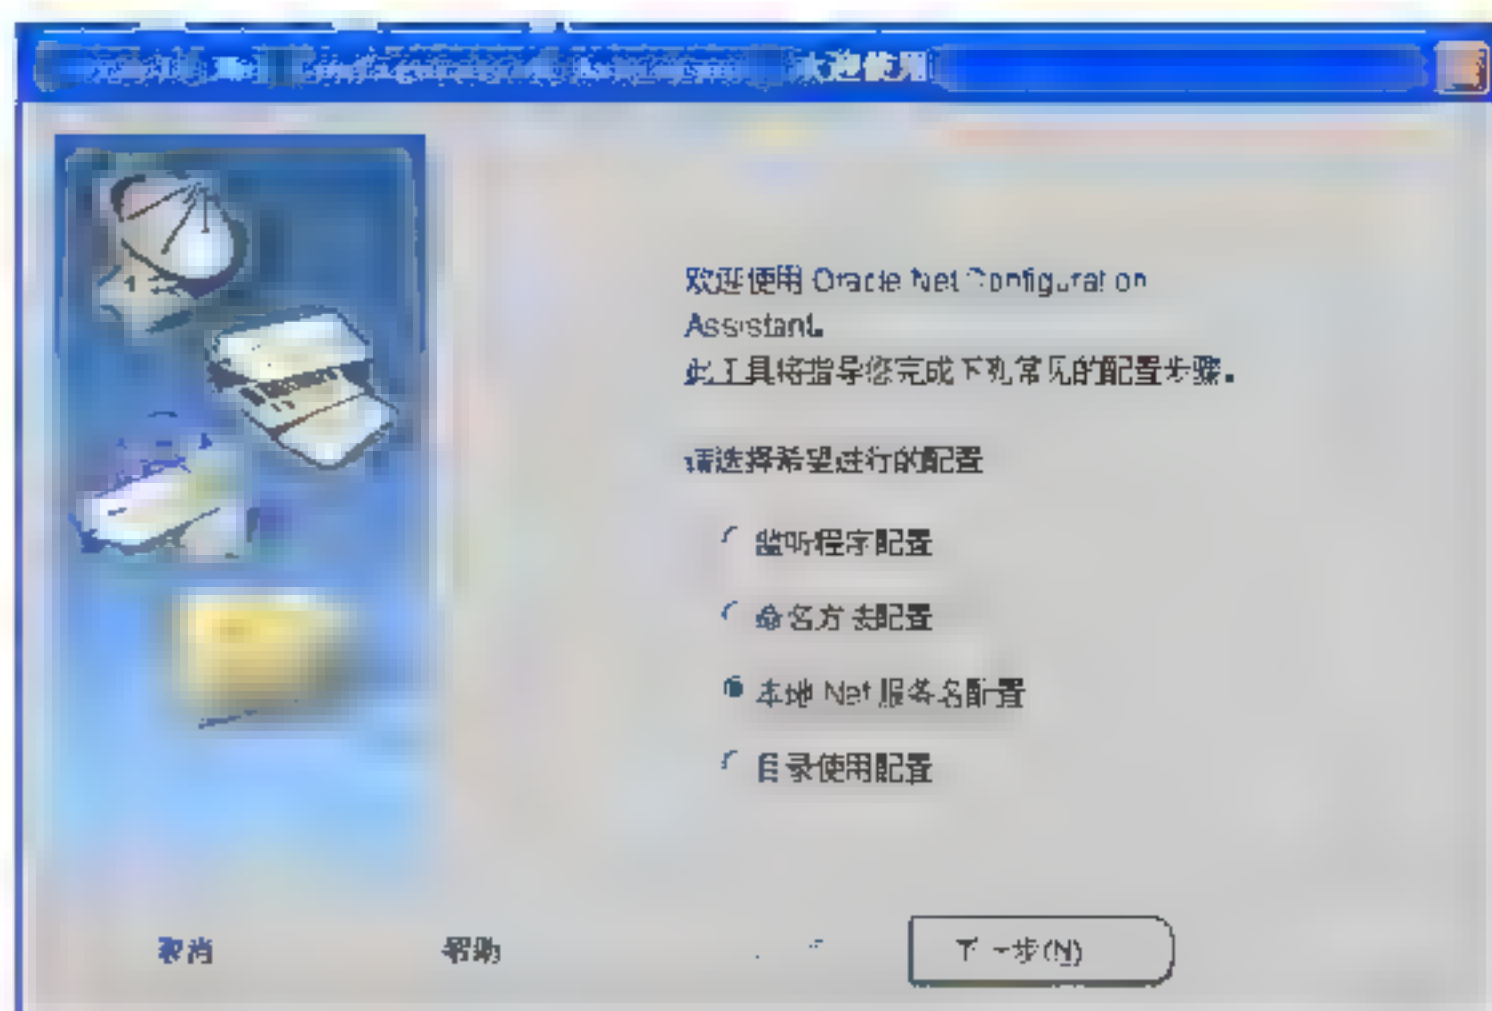 欢迎使用
欢迎使用 Oracle Net Configuration
Assistant。
此工具将指导您完成下列常见的配置步骤。
请选择希望进行的配置
监听程序配置
命名方法配置
本地 Net 服务名配置
目录使用配置
取消 帮助 下一步(N)